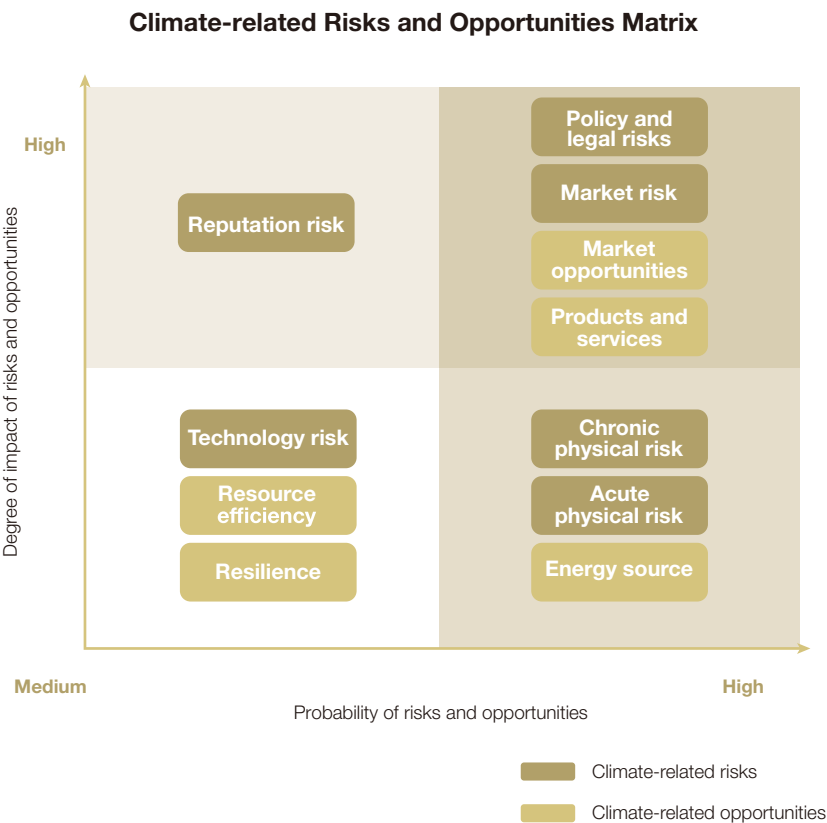 Climate-related Risks and Opportunities Matrix
Degree of impact of risks and opportunities
High
Reputation risk
Policy and
legal risks
Market risk
Market
opportunities
Products and
services
Technology risk
Resource
efficiency
Resilience
Chronic
physical risk
Acute
physical risk
Energy source
Medium
High
Probability of risks and opportunities
Climate-related risks
Climate-related opportunities